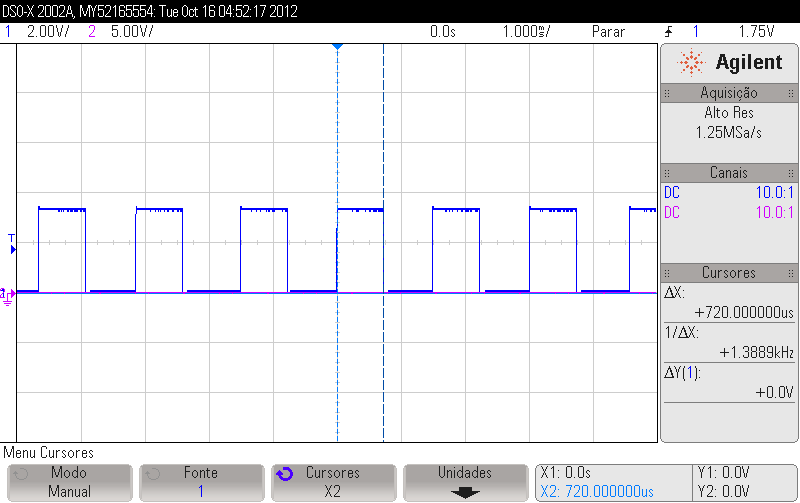 DSO-X 2002A, MY52165554: Tue Oct 16 04:52:17 2012
1 2.00V/ 2 5.00V/ 0.0s 1.000ms/ Parar 1 1.75V
Agilent
Aquisição
Alto Res
1.25MSa/s
Canais
DC 10.0:1
DC 10.0:1
Cursores
ΔX:
+720.000000us
1/ΔX:
+1.3889kHz
ΔY(1):
+0.0V
T
Menu Cursores
Modo
Manual
Fonte
1
Cursores
X2
Unidades
X1: 0.0s
X2: 720.000000us
Y1: 0.0V
Y2: 0.0V